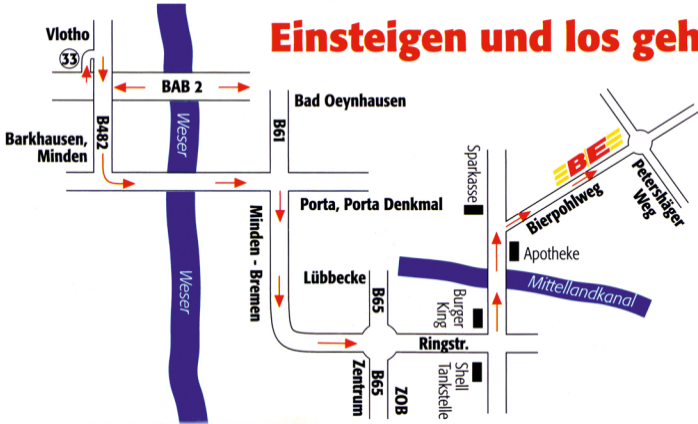 Einsteigen und los geh
Vlotho
33
BAB 2
Bad Oeynhausen
B61
B482
Weser
Barkhausen,
Minden
Porta, Porta Denkmal
Minden - Bremen
Weser
Lübbecke
B65
Ringstr.
B65
Zentrum
ZOB
Burger
King
Shell
Tankstelle
Sparkasse
Apotheke
Mittellandkanal
Bierpohlweg
BE
Petershäger
Weg